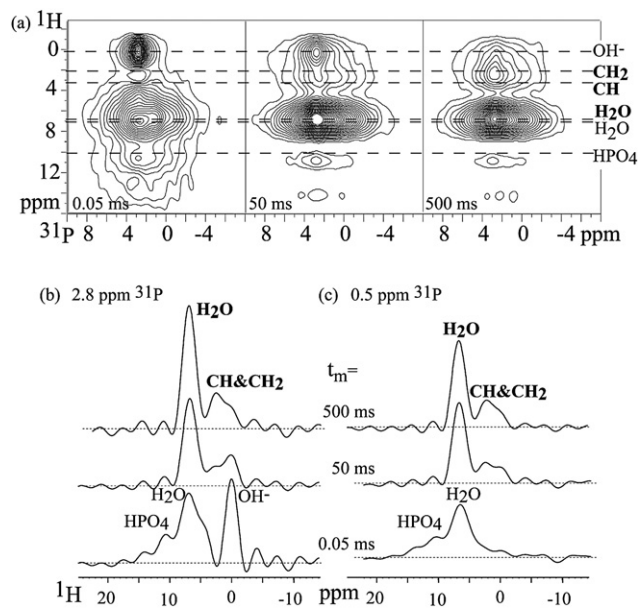 (a) 1H
0
4
8
12
ppm
0.05 ms
50 ms
500 ms
OH-
CH2
CH
H2O
H2O
HPO4
31P 8 4 0 -4 8 4 0 -4 8 4 0 -4 ppm
(b) 2.8 ppm 31P
(c) 0.5 ppm 31P
H2O
H2O
CH&CH2
tm=
CH&CH2
500 ms
50 ms
H2O
OH-
H2O
HPO4
HPO4
0.05 ms
1H 20 10 0 -10 ppm 20 10 0 -10